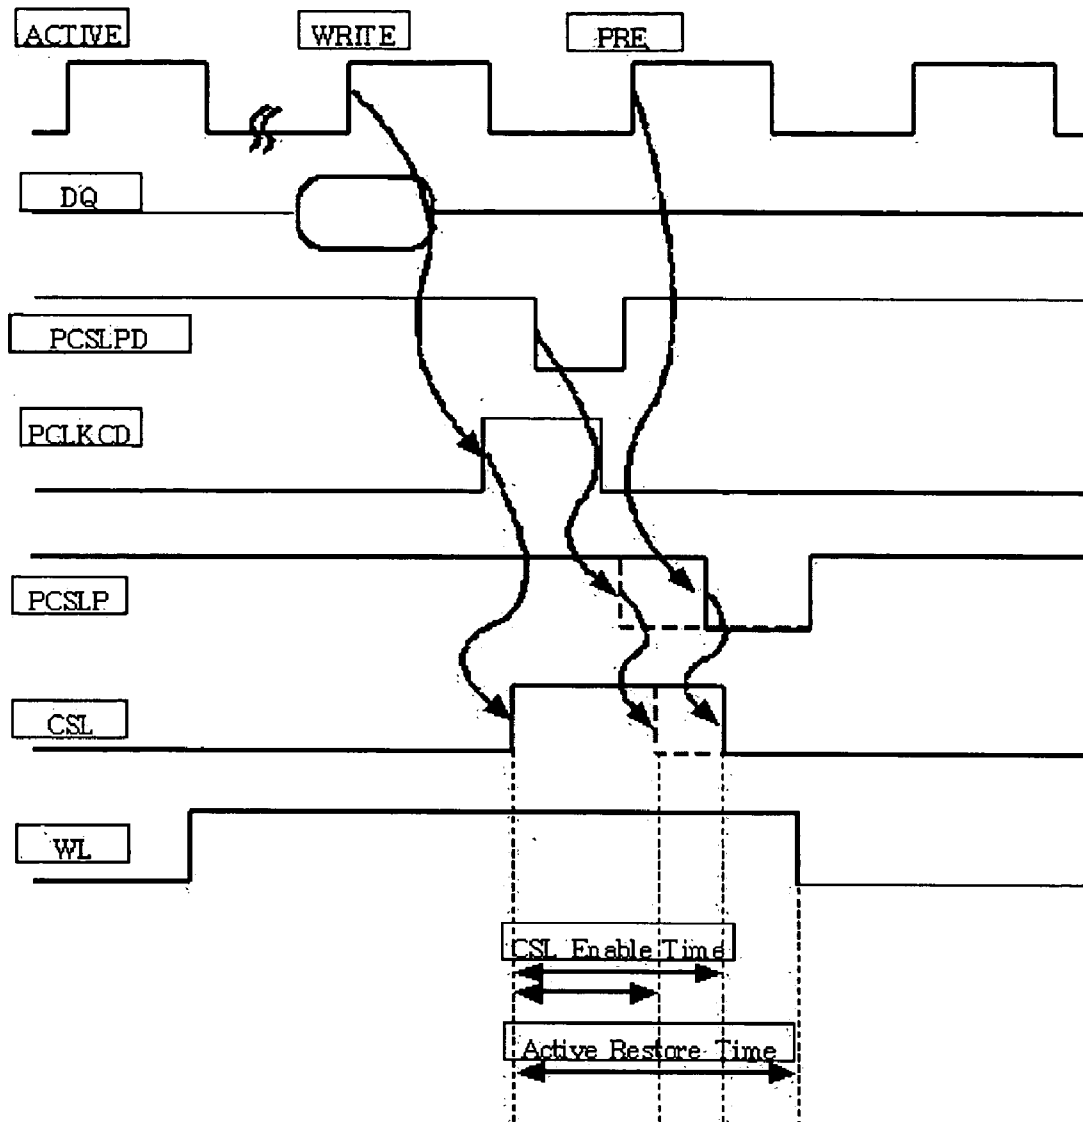 ACTIVE WRITE PRE
DQ
PCSLPD
PCLKCD
PCSLP
CSL
WL
CSL Enable Time
Active Restore Time